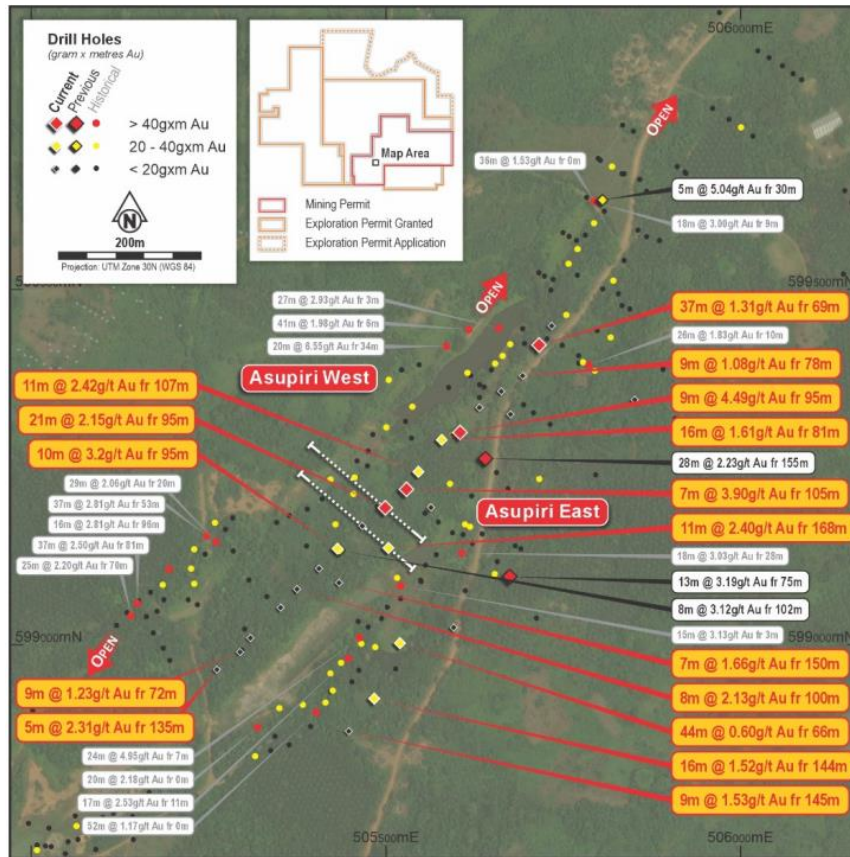 506000mE
Drill Holes
(gram x metres Au)
Current
Previous
Historical
> 40gxm Au
20 - 40gxm Au
< 20gxm Au
N
200m
Projection: UTM Zone 30N (WGS 84)
Map Area
Mining Permit
Exploration Permit Granted
Exploration Permit Application
OPEN
36m @ 1.53g/t Au fr 0m
5m @ 5.04g/t Au fr 30m
18m @ 3.00g/t Au fr 9m
599500mN
OPEN
27m @ 2.93g/t Au fr 3m
41m @ 1.98g/t Au fr 6m
20m @ 6.55g/t Au fr 34m
37m @ 1.31g/t Au fr 69m
26m @ 1.83g/t Au fr 10m
Asupiri West
9m @ 1.08g/t Au fr 78m
11m @ 2.42g/t Au fr 107m
9m @ 4.49g/t Au fr 95m
21m @ 2.15g/t Au fr 95m
16m @ 1.61g/t Au fr 81m
10m @ 3.2g/t Au fr 95m
28m @ 2.23g/t Au fr 155m
29m @ 2.06g/t Au fr 20m
7m @ 3.90g/t Au fr 105m
37m @ 2.81g/t Au fr 53m
Asupiri East
16m @ 2.81g/t Au fr 96m
11m @ 2.40g/t Au fr 168m
37m @ 2.50g/t Au fr 81m
18m @ 3.03g/t Au fr 28m
25m @ 2.20g/t Au fr 70m
13m @ 3.19g/t Au fr 75m
8m @ 3.12g/t Au fr 102m
15m @ 3.13g/t Au fr 3m
599000mN
599000mN
OPEN
7m @ 1.66g/t Au fr 150m
9m @ 1.23g/t Au fr 72m
8m @ 2.13g/t Au fr 100m
5m @ 2.31g/t Au fr 135m
44m @ 0.60g/t Au fr 66m
24m @ 4.95g/t Au fr 7m
16m @ 1.52g/t Au fr 144m
20m @ 2.18g/t Au fr 0m
17m @ 2.53g/t Au fr 11m
9m @ 1.53g/t Au fr 145m
52m @ 1.17g/t Au fr 0m
505500mE
506000mE